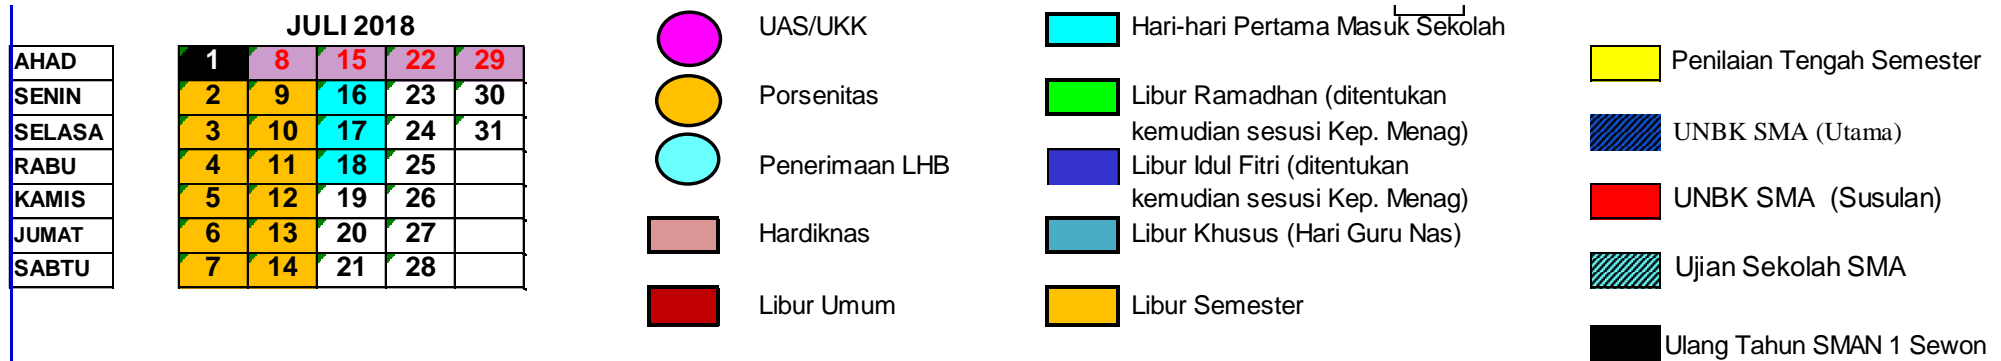 JULI 2018
AHAD 1 8 15 22 29
SENIN 2 9 16 23 30
SELASA 3 10 17 24 31
RABU 4 11 18 25
KAMIS 5 12 19 26
JUMAT 6 13 20 27
SABTU 7 14 21 28
UAS/UKK
Porsenitas
Penerimaan LHB
Hardiknas
Libur Umum
Hari-hari Pertama Masuk Sekolah
Libur Ramadhan (ditentukan
kemudian sesusi Kep. Menag)
Libur Idul Fitri (ditentukan
kemudian sesusi Kep. Menag)
Libur Khusus (Hari Guru Nas)
Libur Semester
Penilaian Tengah Semester
UNBK SMA (Utama)
UNBK SMA (Susulan)
Ujian Sekolah SMA
Ulang Tahun SMAN 1 Sewon